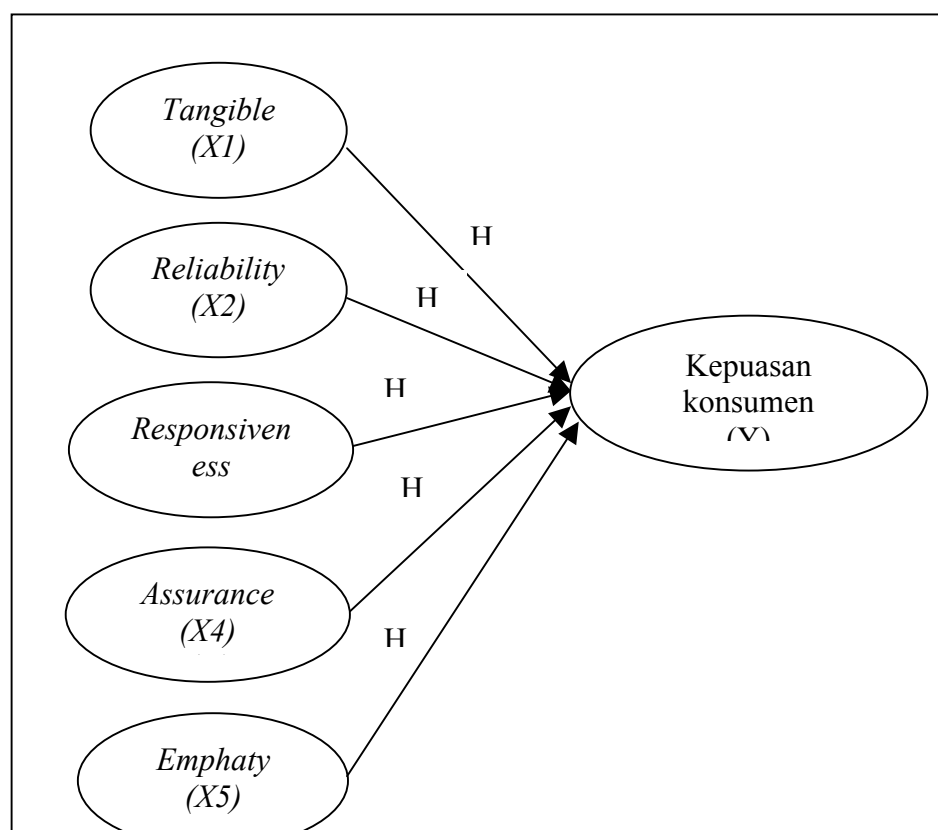 Tangible
(X1)
H
Reliability
(X2)
H
H
Responsiven
ess
Kepuasan
konsumen
(Y)
H
Assurance
(X4)
H
Emphaty
(X5)